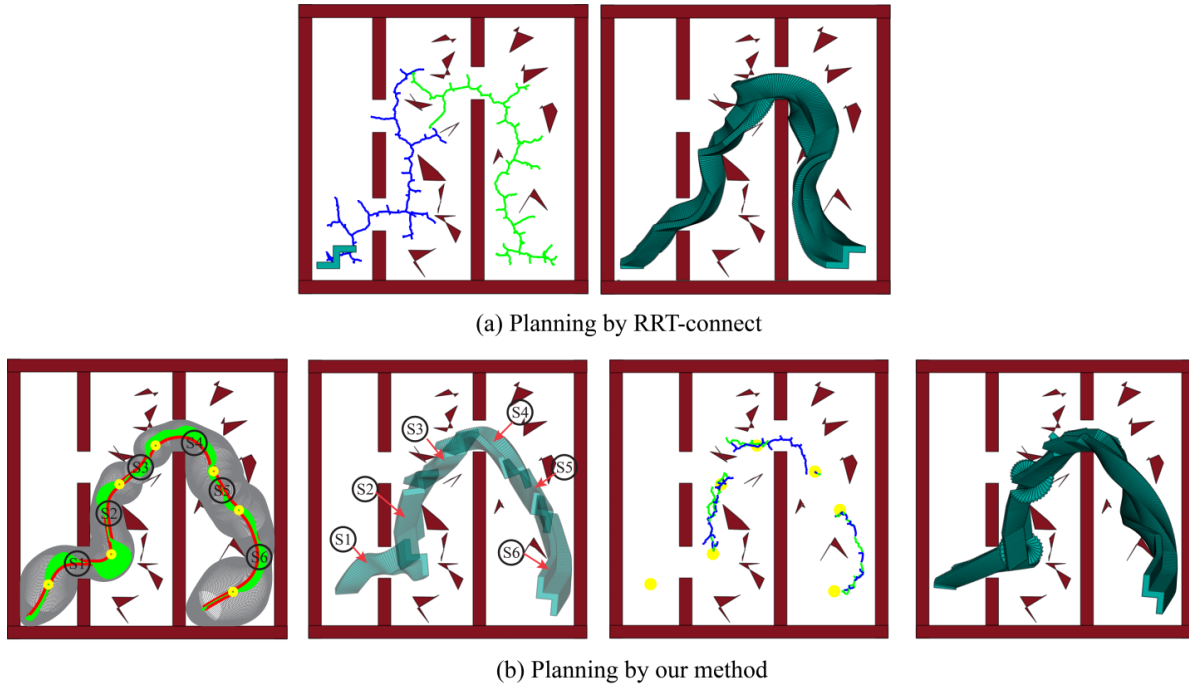 (a) Planning by RRT-connect
S4
S3
S5
S2
S1
S6
S4
S3
S5
S2
S1
S6
(b) Planning by our method